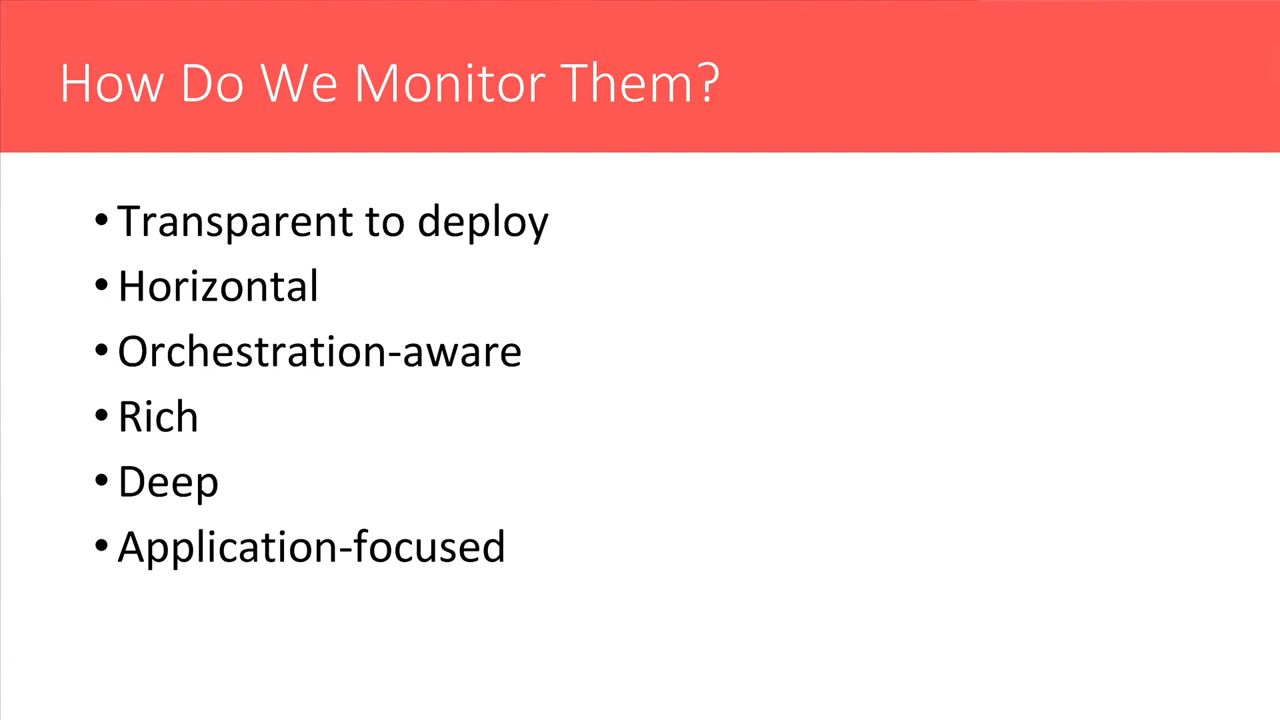 How Do We Monitor Them?
• Transparent to deploy
• Horizontal
• Orchestration-aware
• Rich
• Deep
• Application-focused